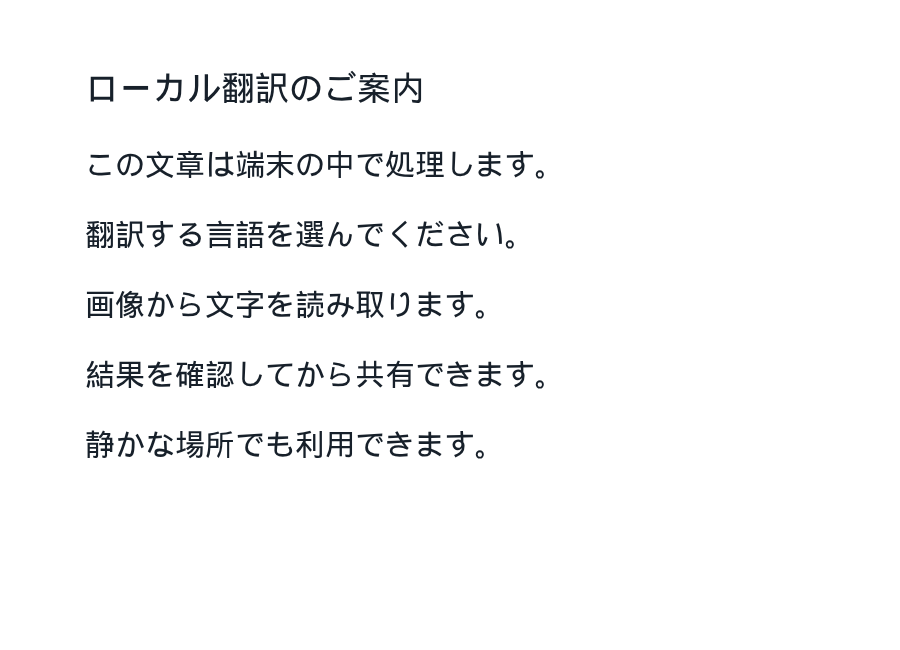 ローカル翻訳のご案内
この文章は端末の中で処理します。
翻訳する言語を選んでください。
画像から文字を読み取ります。
結果を確認してから共有できます。
静かな場所でも利用できます。